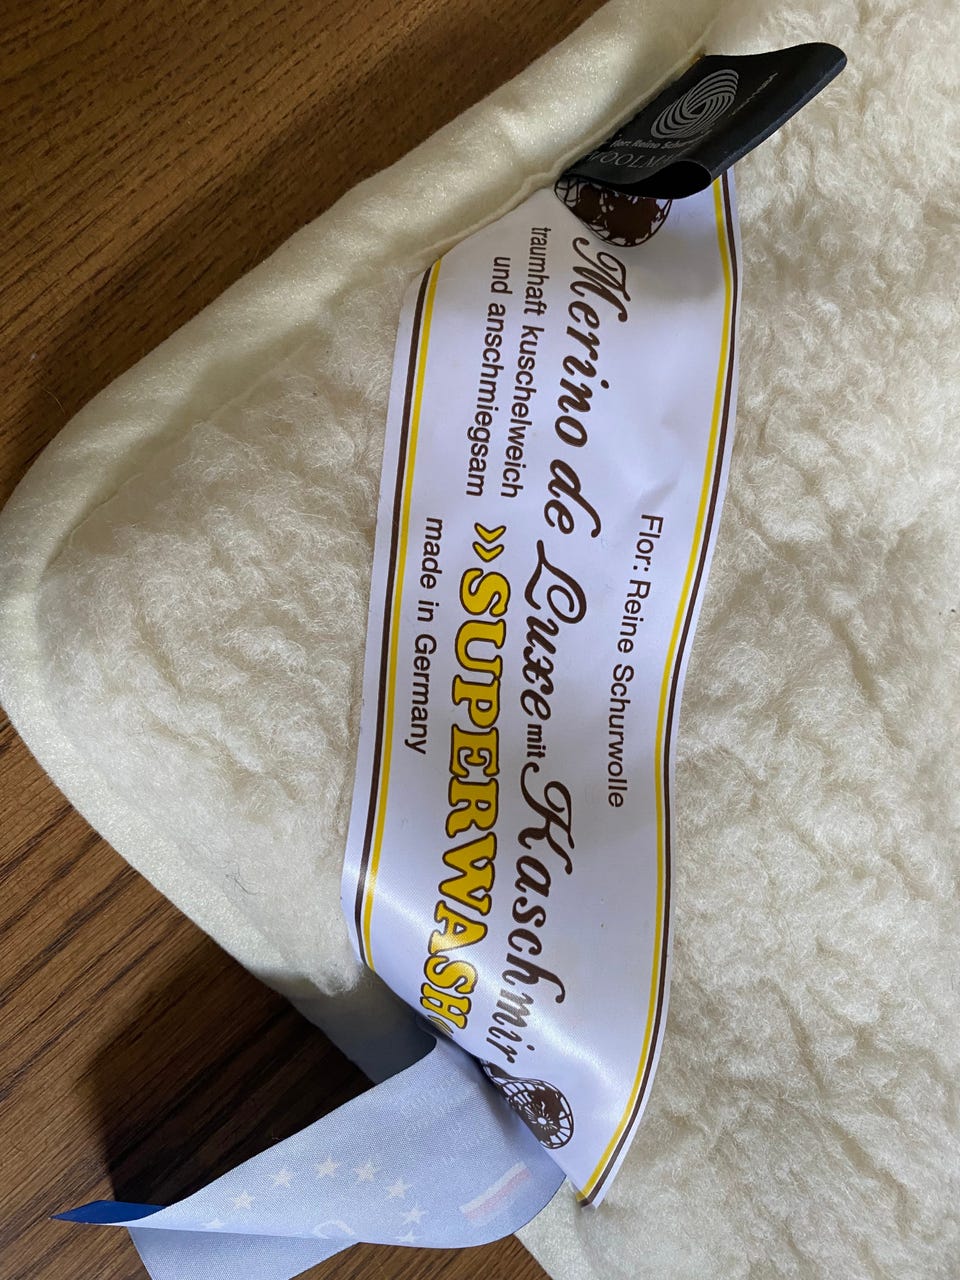 Flor: Reine Schurwolle
Merino de Luxe mit Kaschmir
traumhaft kuschelweich
und anschmiegsam
»SUPERWASH«
made in Germany